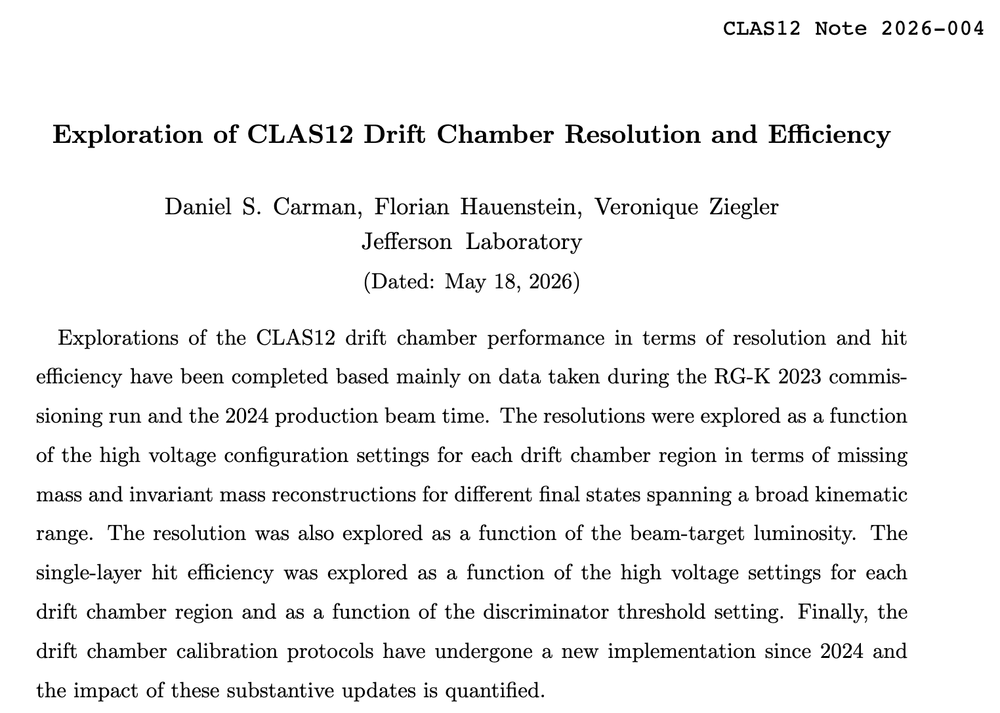 CLAS12 Note 2026-004
Exploration of CLAS12 Drift Chamber Resolution and Efficiency
Daniel S. Carman, Florian Hauenstein, Veronique Ziegler
Jefferson Laboratory
(Dated: May 18, 2026)
Explorations of the CLAS12 drift chamber performance in terms of resolution and hit
efficiency have been completed based mainly on data taken during the RG-K 2023 commis-
sioning run and the 2024 production beam time. The resolutions were explored as a function
of the high voltage configuration settings for each drift chamber region in terms of missing
mass and invariant mass reconstructions for different final states spanning a broad kinematic
range. The resolution was also explored as a function of the beam-target luminosity. The
single-layer hit efficiency was explored as a function of the high voltage settings for each
drift chamber region and as a function of the discriminator threshold setting. Finally, the
drift chamber calibration protocols have undergone a new implementation since 2024 and
the impact of these substantive updates is quantified.